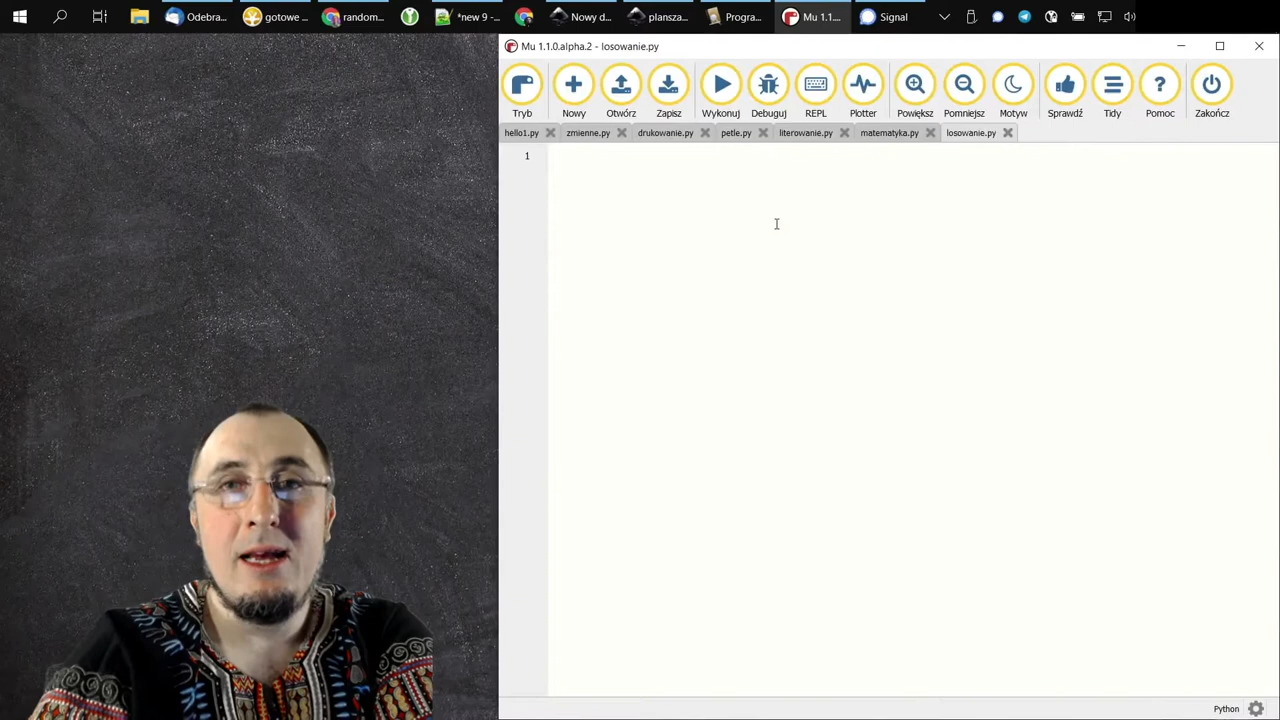 Odebra...
gotowe ...
random...
*new 9 -...
Nowy d...
plansza...
Progra...
Mu 1.1....
Signal
Mu 1.1.0.alpha.2 - losowanie.py
Tryb
Nowy
Otwórz
Zapisz
Wykonuj
Debuguj
REPL
Plotter
Powiększ
Pomniejsz
Motyw
Sprawdź
Tidy
Pomoc
Zakończ
hello1.py
zmienne.py
drukowanie.py
petle.py
literowanie.py
matematyka.py
losowanie.py
1
Python